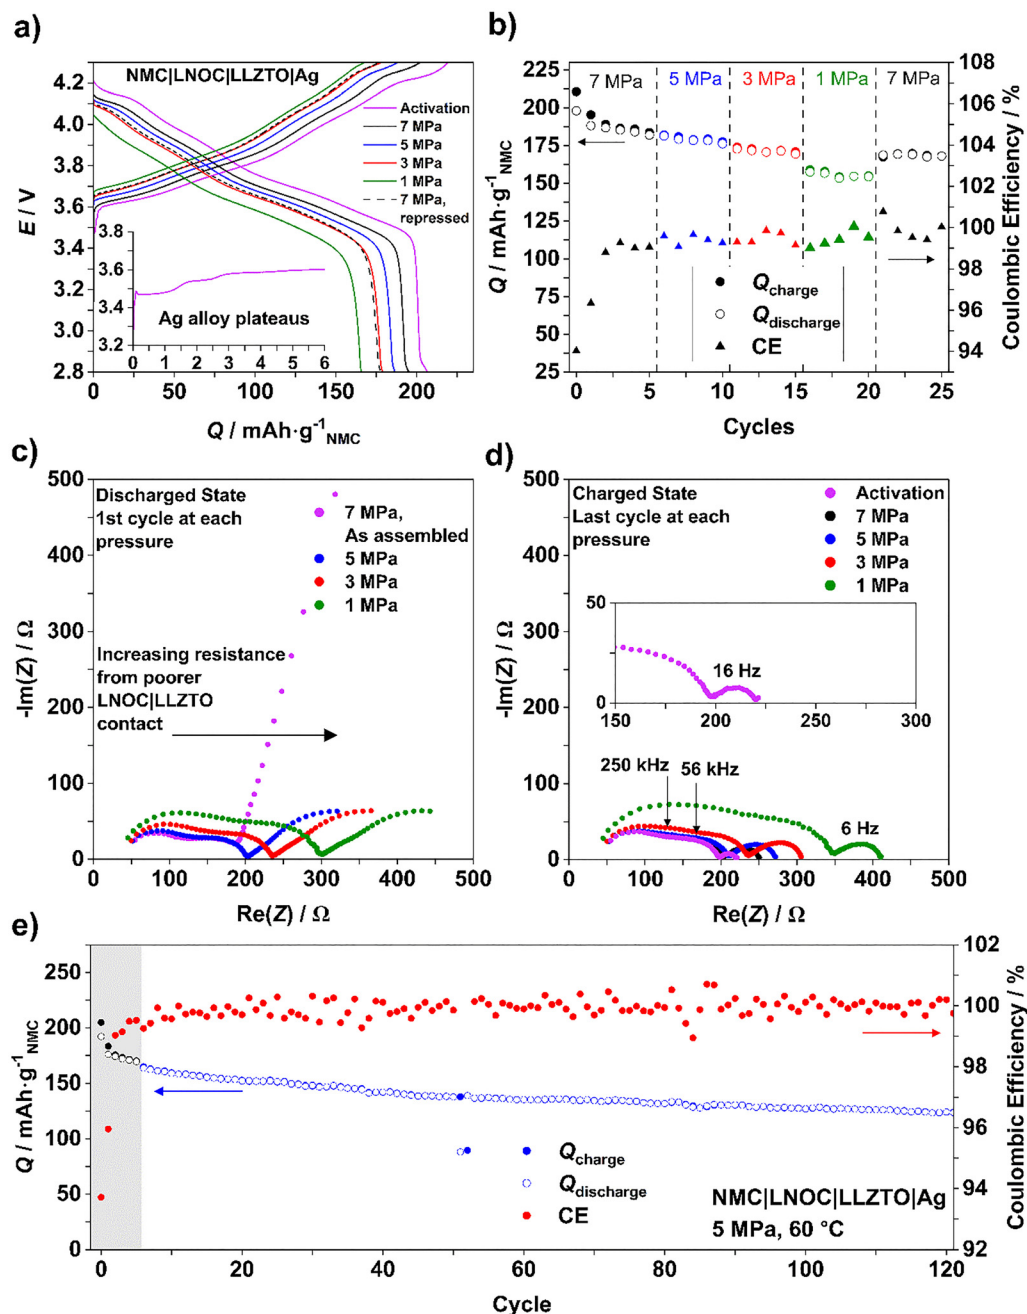 a)
NMC|LNOC|LLZTO|Ag
Activation
7 MPa
5 MPa
3 MPa
1 MPa
7 MPa,
repressed
Ag alloy plateaus
E / V
4.2
4.0
3.8
3.6
3.4
3.2
3.0
2.8
3.8
3.6
3.4
3.2
0 1 2 3 4 5 6
0 50 100 150 200
Q / mAh·g⁻¹NMC
b)
7 MPa 5 MPa 3 MPa 1 MPa 7 MPa
Qcharge
Qdischarge
CE
Q / mAh·g⁻¹NMC
225
200
175
150
125
100
75
50
25
108
106
104
102
100
98
96
94
Coulombic Efficiency / %
0 5 10 15 20 25
Cycles
c)
Discharged State
1st cycle at each
pressure
7 MPa,
As assembled
5 MPa
3 MPa
1 MPa
Increasing resistance
from poorer
LNOC|LLZTO
contact
-Im(Z) / Ω
500
400
300
200
100
0
0 100 200 300 400 500
Re(Z) / Ω
d)
Charged State
Last cycle at each
pressure
Activation
7 MPa
5 MPa
3 MPa
1 MPa
50
0
16 Hz
150 200 250 300
250 kHz
56 kHz
6 Hz
-Im(Z) / Ω
500
400
300
200
100
0
0 100 200 300 400 500
Re(Z) / Ω
e)
Q / mAh·g⁻¹NMC
250
200
150
100
50
0
102
100
98
96
94
92
Coulombic Efficiency / %
Qcharge
Qdischarge
CE
NMC|LNOC|LLZTO|Ag
5 MPa, 60 °C
0 20 40 60 80 100 120
Cycle